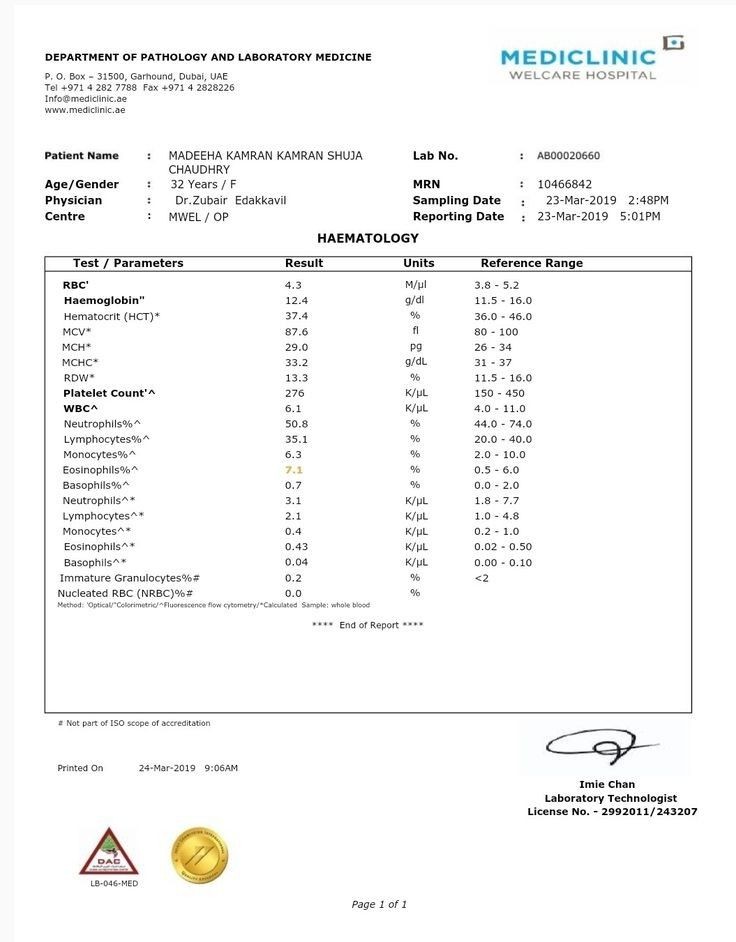 DEPARTMENT OF PATHOLOGY AND LABORATORY MEDICINE
MEDICLINIC
WELCARE HOSPITAL
P. O. Box – 31500, Garhound, Dubai, UAE
Tel +971 4 282 7788 Fax +971 4 2828226
Info@mediclinic.ae
www.mediclinic.ae
Patient Name : MADEEHA KAMRAN KAMRAN SHUJA CHAUDHRY
Lab No. : AB00020660
Age/Gender : 32 Years / F
MRN : 10466842
Physician : Dr.Zubair Edakkavil
Sampling Date : 23-Mar-2019 2:48PM
Centre : MWEL / OP
Reporting Date : 23-Mar-2019 5:01PM
HAEMATOLOGY
Test / Parameters Result Units Reference Range
RBC' 4.3 M/µl 3.8 - 5.2
Haemoglobin" 12.4 g/dl 11.5 - 16.0
Hematocrit (HCT)* 37.4 % 36.0 - 46.0
MCV* 87.6 fl 80 - 100
MCH* 29.0 pg 26 - 34
MCHC* 33.2 g/dL 31 - 37
RDW* 13.3 % 11.5 - 16.0
Platelet Count'^ 276 K/µL 150 - 450
WBC^ 6.1 K/µL 4.0 - 11.0
Neutrophils%^ 50.8 % 44.0 - 74.0
Lymphocytes%^ 35.1 % 20.0 - 40.0
Monocytes%^ 6.3 % 2.0 - 10.0
Eosinophils%^ 7.1 % 0.5 - 6.0
Basophils%^ 0.7 % 0.0 - 2.0
Neutrophils^* 3.1 K/µL 1.8 - 7.7
Lymphocytes^* 2.1 K/µL 1.0 - 4.8
Monocytes^* 0.4 K/µL 0.2 - 1.0
Eosinophils^* 0.43 K/µL 0.02 - 0.50
Basophils^* 0.04 K/µL 0.00 - 0.10
Immature Granulocytes%# 0.2 % <2
Nucleated RBC (NRBC)%# 0.0 %
Method: 'Optical/"Colorimetric/^Fluorescence flow cytometry/*Calculated Sample: whole blood
**** End of Report ****
# Not part of ISO scope of accreditation
Printed On 24-Mar-2019 9:06AM
Imie Chan
Laboratory Technologist
License No. - 2992011/243207
DAC
LB-046-MED
Page 1 of 1